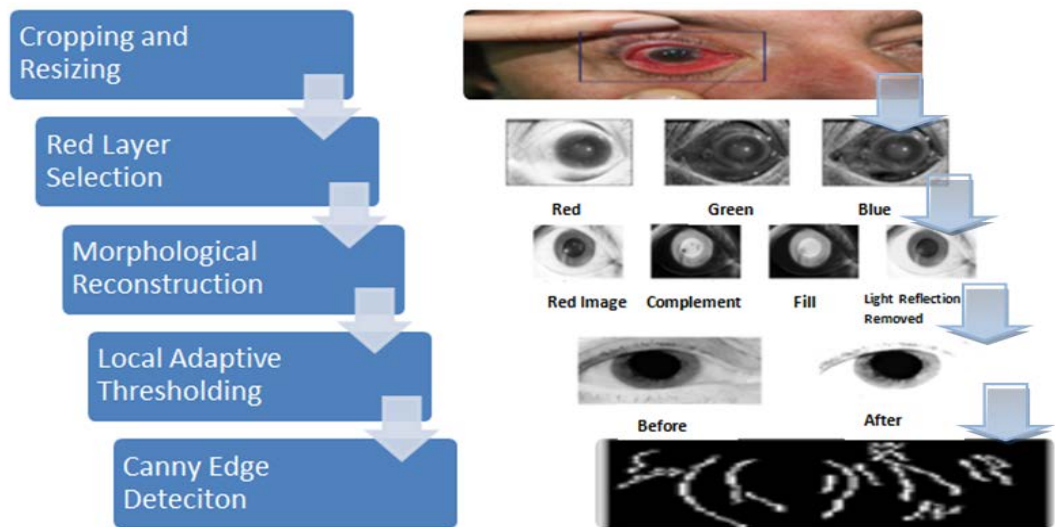 Cropping and
Resizing
Red Layer
Selection
Red
Green
Blue
Morphological
Reconstruction
Red Image
Complement
Fill
Light Reflection
Removed
Local Adaptive
Thresholding
Before
After
Canny Edge
Deteciton